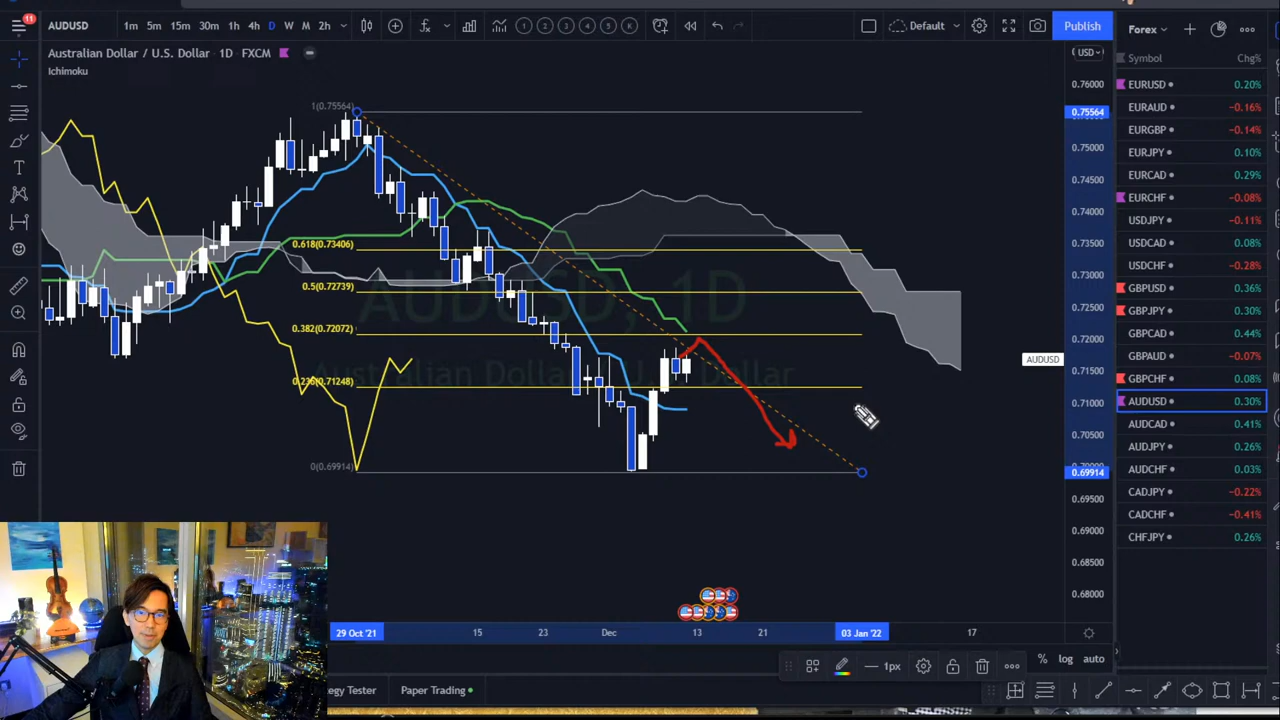 11
AUDUSD 1m 5m 15m 30m 1h 4h D W M 2h 1 2 3 4 5 K Default Publish
Australian Dollar / U.S. Dollar · 1D · FXCM
Ichimoku
USD
0.76000
0.75564
0.75000
0.74500
0.74000
0.73500
0.73000
0.72500
0.72000
0.71500
0.71000
0.70500
0.69914
0.69500
0.69000
0.68500
0.68000
1(0.75564)
0.618(0.73406)
0.5(0.72739)
0.382(0.72072)
0.236(0.71248)
0(0.69914)
AUDUSD, 1D
Australian Dollar / U.S. Dollar
AUDUSD
29 Oct '21 15 23 Dec 13 21 03 Jan '22 17
% log auto
1px
tegy Tester Paper Trading
Forex
Symbol Chg%
EURUSD 0.20%
EURAUD −0.16%
EURGBP −0.14%
EURJPY 0.10%
EURCAD 0.29%
EURCHF −0.08%
USDJPY −0.11%
USDCAD 0.08%
USDCHF −0.28%
GBPUSD 0.36%
GBPJPY 0.30%
GBPCAD 0.44%
GBPAUD −0.07%
GBPCHF 0.08%
AUDUSD 0.30%
AUDCAD 0.41%
AUDJPY 0.26%
AUDCHF 0.03%
CADJPY −0.22%
CADCHF −0.41%
CHFJPY 0.26%